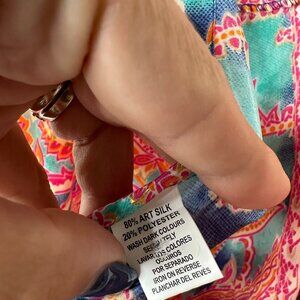 80% ART SILK
20% POLYESTER
WASH DARK COLOURS
LAVAR LOS COLORES
OSCUROS
POR SEPARADO
IRON ON REVERSE
PLANCHAR DEL REVÉS